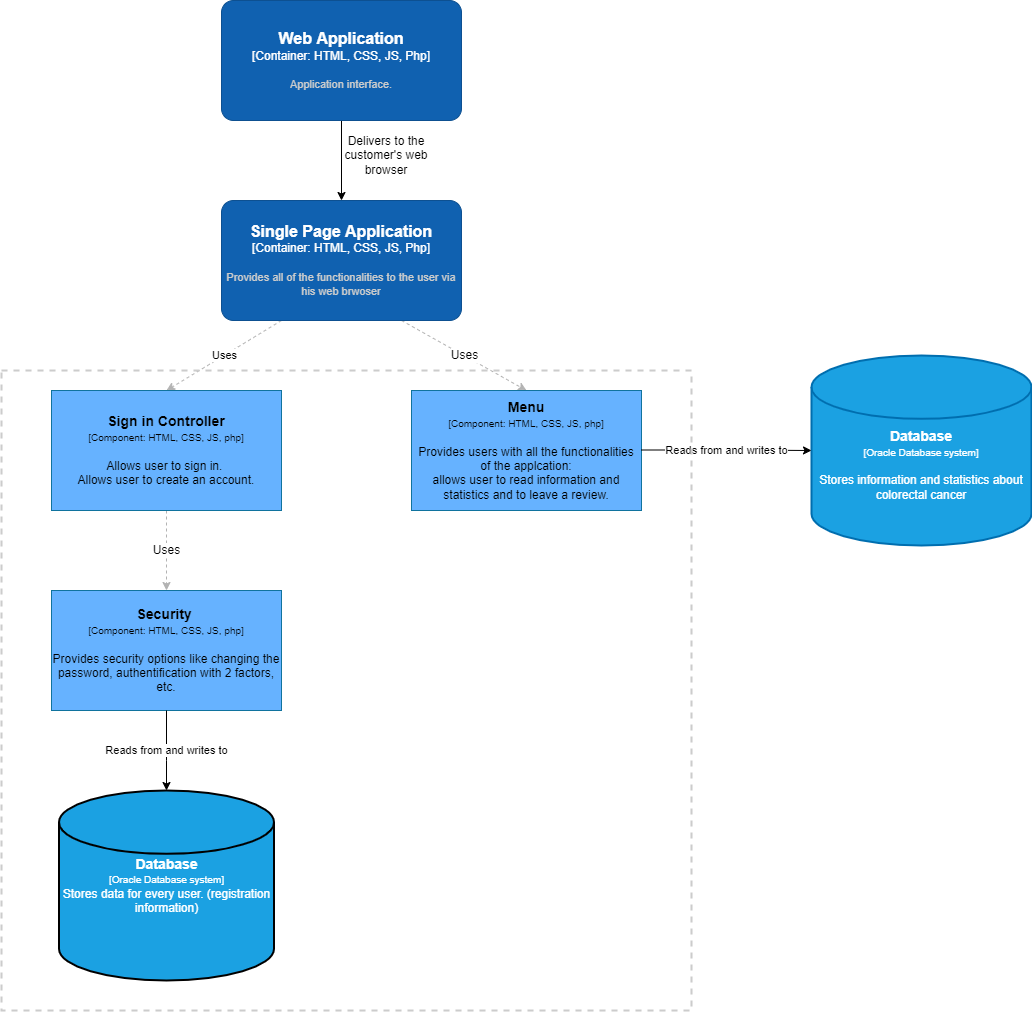 Web Application
[Container: HTML, CSS, JS, Php]
Application interface.
Delivers to the
customer's web
browser
Single Page Application
[Container: HTML, CSS, JS, Php]
Provides all of the functionalities to the user via
his web brwoser
Uses
Uses
Sign in Controller
[Component: HTML, CSS, JS, php]
Allows user to sign in.
Allows user to create an account.
Menu
[Component: HTML, CSS, JS, php]
Provides users with all the functionalities
of the applcation:
allows user to read information and
statistics and to leave a review.
Reads from and writes to
Database
[Oracle Database system]
Stores information and statistics about
colorectal cancer
Uses
Security
[Component: HTML, CSS, JS, php]
Provides security options like changing the
password, authentification with 2 factors,
etc.
Reads from and writes to
Database
[Oracle Database system]
Stores data for every user. (registration
information)